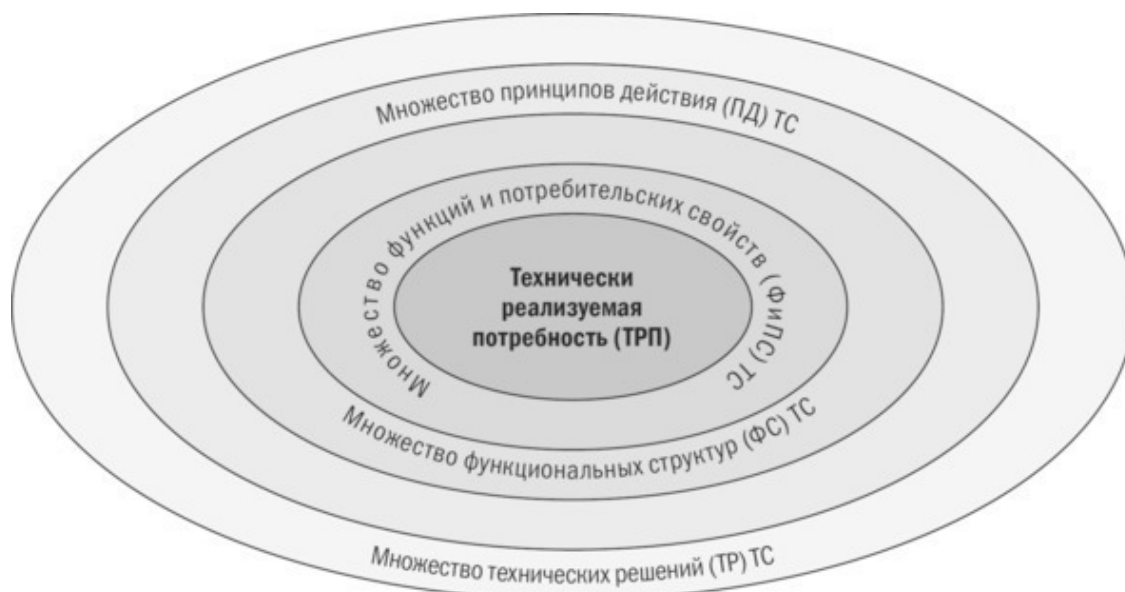 Множество принципов действия (ПД) ТС
Множество функций и потребительских свойств (ФиПС) ТС
Технически
реализуемая
потребность (ТРП)
Множество функциональных структур (ФС) ТС
Множество технических решений (ТР) ТС